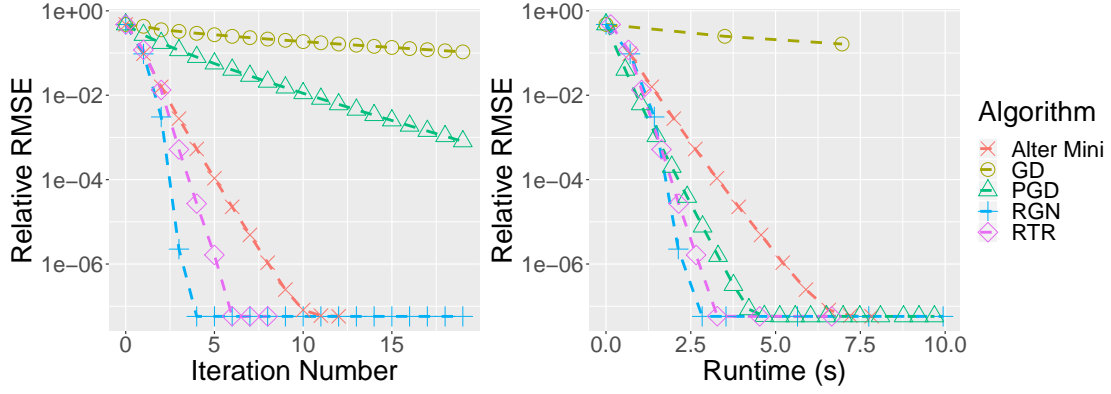 1e+00
1e−02
1e−04
1e−06
Relative RMSE
0 5 10 15
Iteration Number
1e+00
1e−02
1e−04
1e−06
Relative RMSE
0.0 2.5 5.0 7.5 10.0
Runtime (s)
Algorithm
Alter Mini
GD
PGD
RGN
RTR